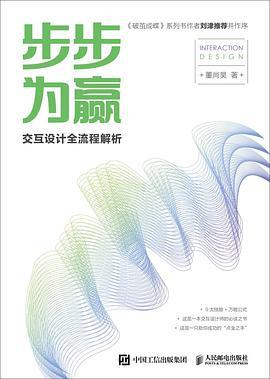 《破茧成蝶》系列书作者刘津推荐并作序
步步
为赢
INTERACTION
DESIGN
董尚昊 著
交互设计全流程解析
9大技能+万能公式
这是一本交互设计师的必读之书
这是一只助你成功的“点金之手”
中国工信出版集团
人民邮电出版社